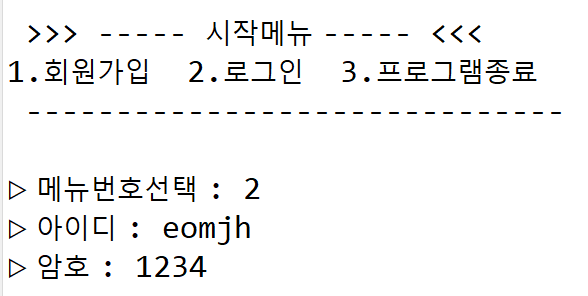 >>> ----- 시작메뉴 ----- <<<
1.회원가입  2.로그인  3.프로그램종료
------------------------------
▷ 메뉴번호선택 : 2
▷ 아이디 : eomjh
▷ 암호 : 1234